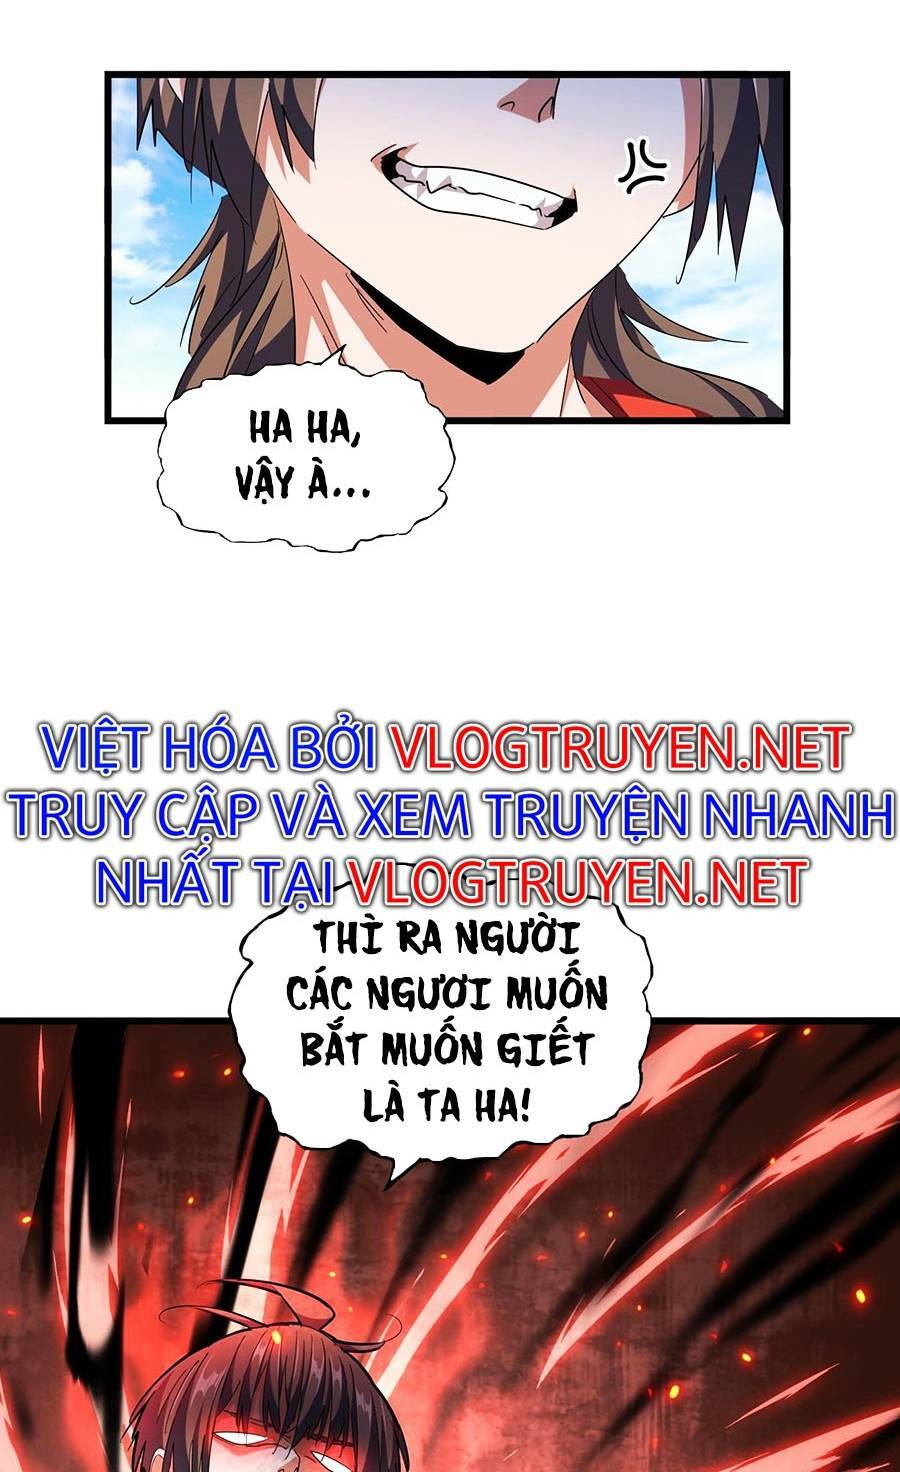 HA HA,
VẬY À...
VIỆT HÓA BỞI VLOGTRUYEN.NET
TRUY CẬP VÀ XEM TRUYỆN NHANH
NHẤT TẠI VLOGTRUYEN.NET
THÌ RA NGƯỜI
CÁC NGƯƠI MUỐN
BẮT MUỐN GIẾT
LÀ TA HA!